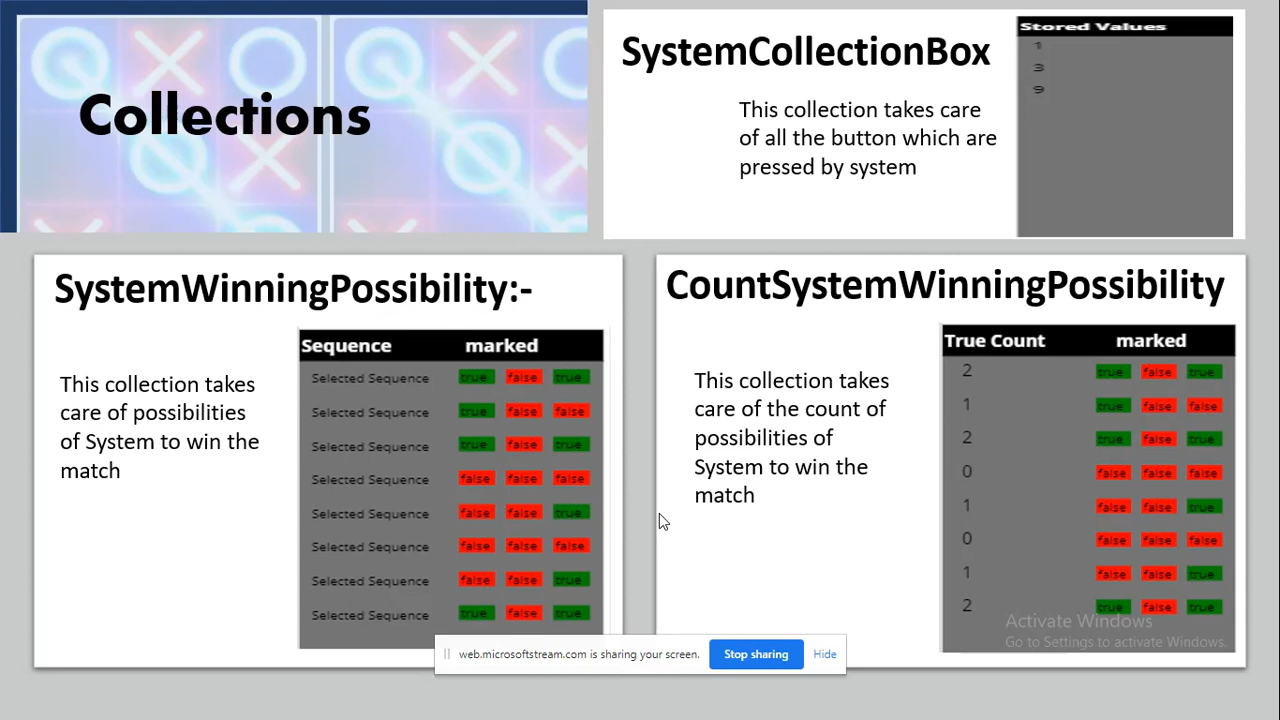 Collections
SystemCollectionBox
This collection takes care
of all the button which are
pressed by system
Stored Values
1
3
9
SystemWinningPossibility:-
This collection takes
care of possibilities
of System to win the
match
Sequence marked
Selected Sequence true false true
Selected Sequence true false false
Selected Sequence true false true
Selected Sequence false false false
Selected Sequence false false true
Selected Sequence false false false
Selected Sequence false false true
Selected Sequence true false true
CountSystemWinningPossibility
This collection takes
care of the count of
possibilities of
System to win the
match
True Count marked
2 true false true
1 true false false
2 true false true
0 false false false
1 false false true
0 false false false
1 false false true
2 true false true
Activate Windows
Go to Settings to activate Windows.
web.microsoftstream.com is sharing your screen. Stop sharing Hide